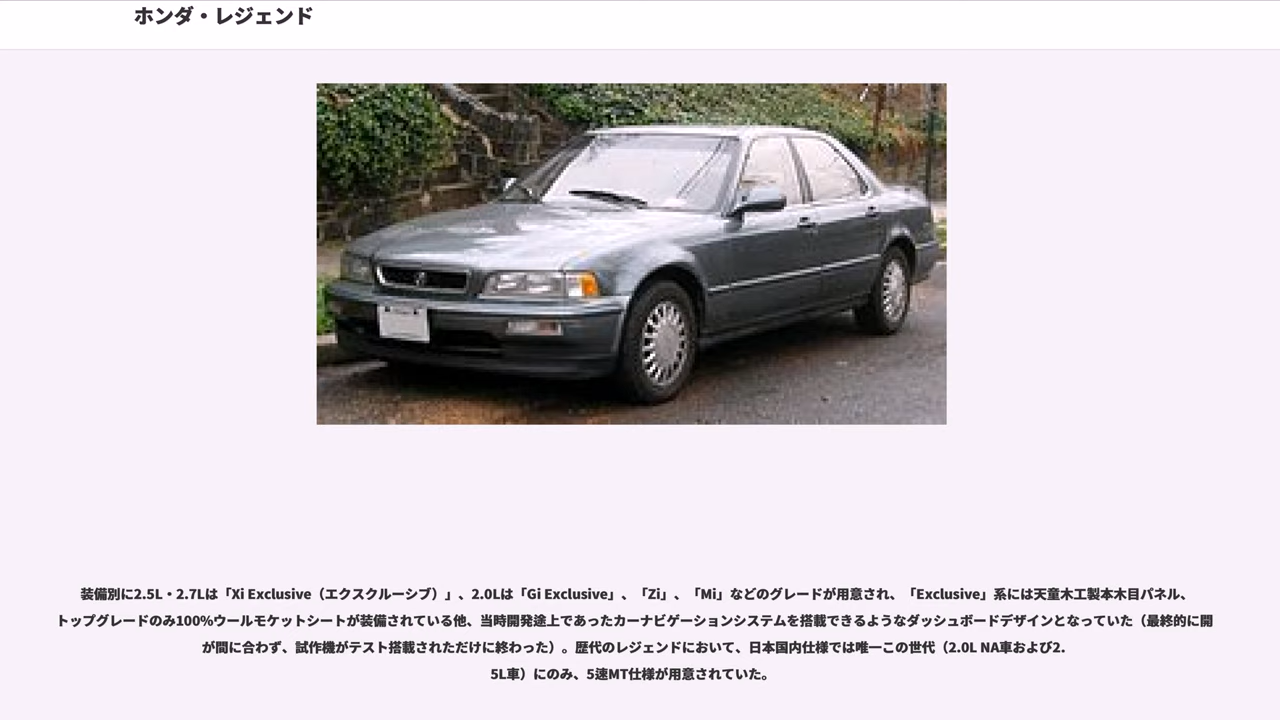 ホンダ・レジェンド
装備別に2.5L・2.7Lは「Xi Exclusive（エクスクルーシブ）」、2.0Lは「Gi Exclusive」、「Zi」、「Mi」などのグレードが用意され、「Exclusive」系には天童木工製本木目パネル、
トップグレードのみ100%ウールモケットシートが装備されている他、当時開発途上であったカーナビゲーションシステムを搭載できるようなダッシュボードデザインとなっていた（最終的に開
が間に合わず、試作機がテスト搭載されただけに終わった）。歴代のレジェンドにおいて、日本国内仕様では唯一この世代（2.0L NA車および2.
5L車）にのみ、5速MT仕様が用意されていた。